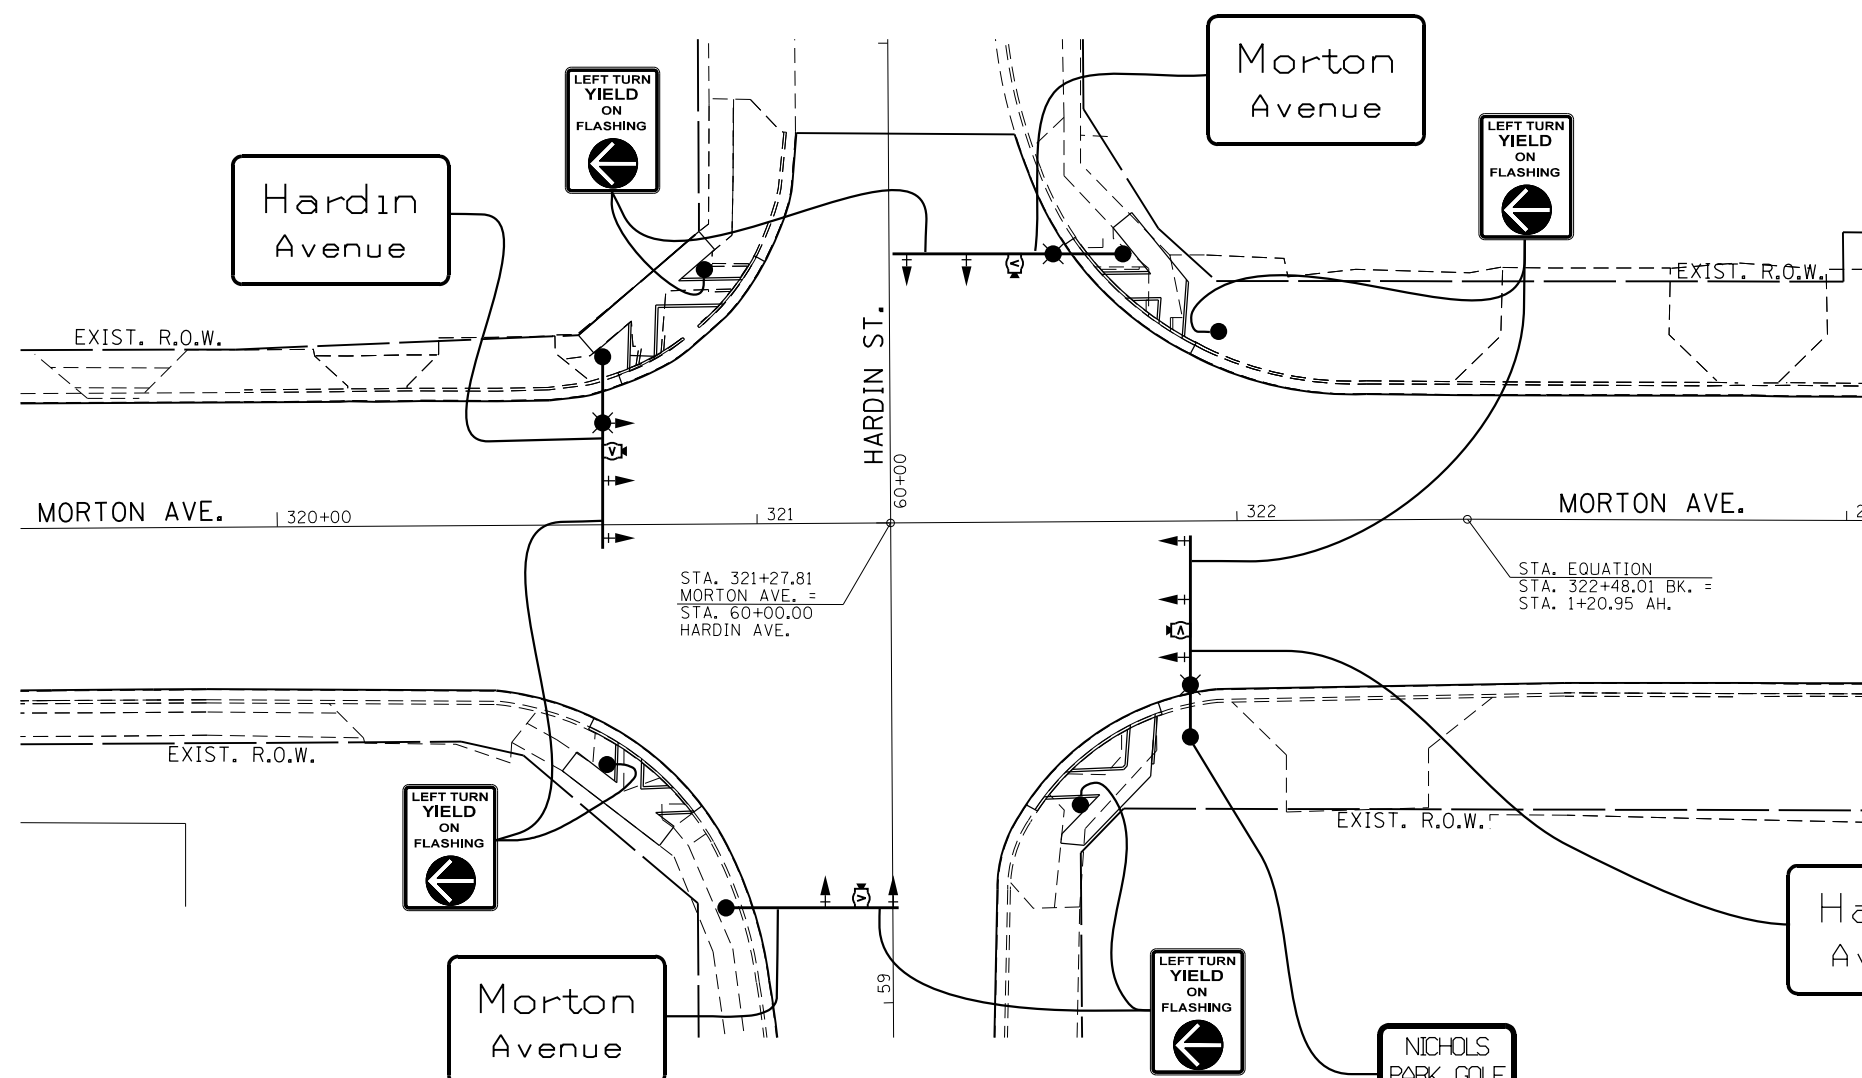 Morton
Avenue
LEFT TURN
YIELD
ON
FLASHING
LEFT TURN
YIELD
ON
FLASHING
Hardin
Avenue
EXIST. R.O.W.
EXIST. R.O.W.
HARDIN ST.
60+00
MORTON AVE.
320+00
321
322
MORTON AVE.
STA. 321+27.81
MORTON AVE. =
STA. 60+00.00
HARDIN AVE.
STA. EQUATION
STA. 322+48.01 BK. =
STA. 1+20.95 AH.
EXIST. R.O.W.
EXIST. R.O.W.
LEFT TURN
YIELD
ON
FLASHING
59
Morton
Avenue
LEFT TURN
YIELD
ON
FLASHING
NICHOLS
PARK GOLF